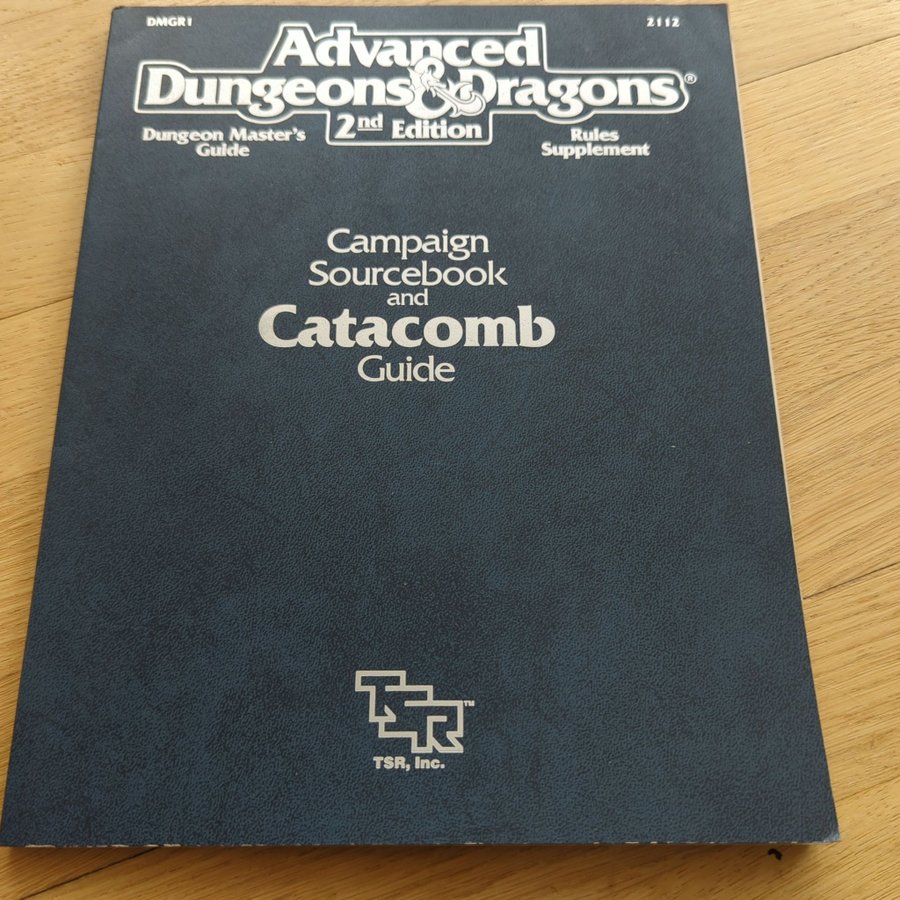 DMGR1 2112
Advanced
Dungeons & Dragons®
2nd Edition
Dungeon Master's
Guide
Rules
Supplement
Campaign
Sourcebook
and
Catacomb
Guide
TSR™
TSR, Inc.